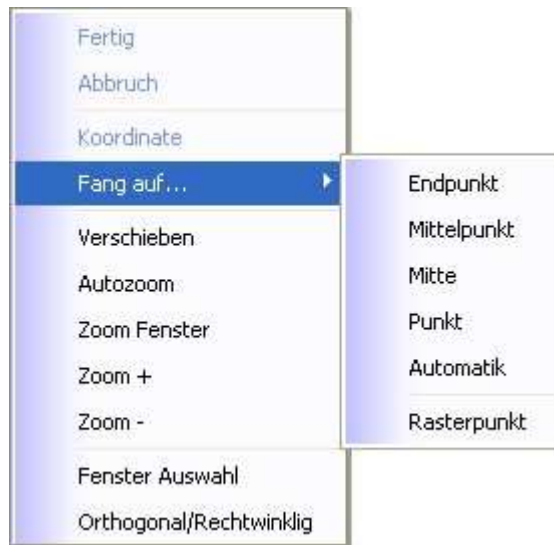 Fertig
Abbruch
Koordinate
Fang auf...
Verschieben
Autozoom
Zoom Fenster
Zoom +
Zoom -
Fenster Auswahl
Orthogonal/Rechtwinklig
Endpunkt
Mittelpunkt
Mitte
Punkt
Automatik
Rasterpunkt